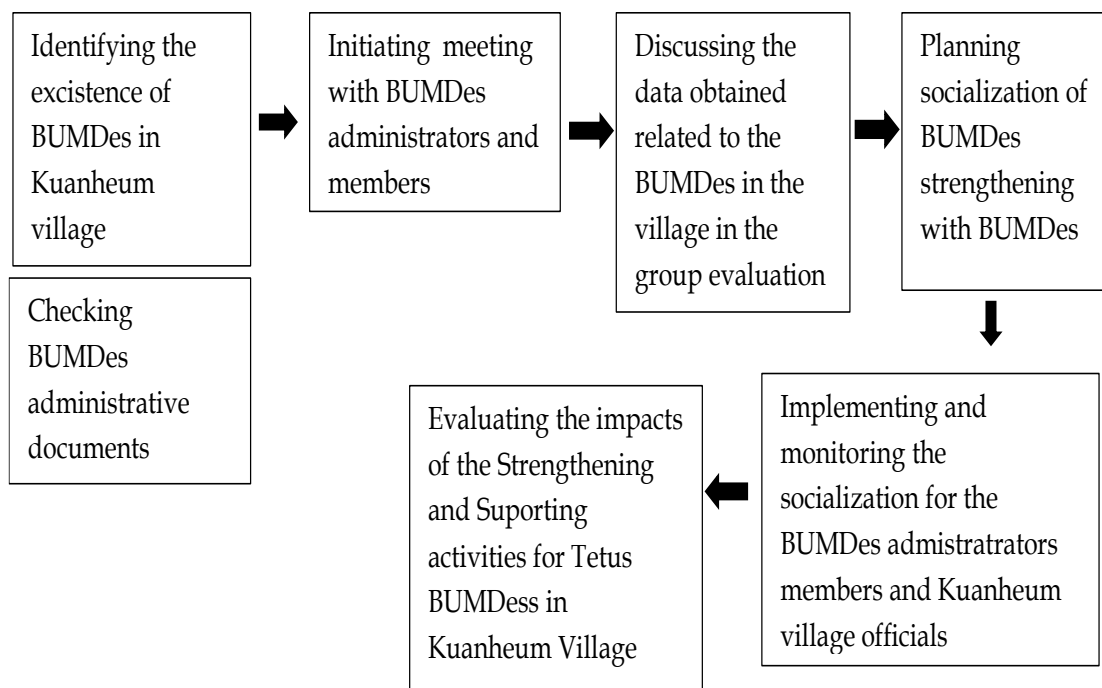 Identifying the
excistence of
BUMDes in
Kuanheum
village
Checking
BUMDes
administrative
documents
Initiating meeting
with BUMDes
administrators and
members
Discussing the
data obtained
related to the
BUMDes in the
village in the
group evaluation
Planning
socialization of
BUMDes
strengthening
with BUMDes
Implementing and
monitoring the
socialization for the
BUMDes admistratrators
members and Kuanheum
village officials
Evaluating the impacts
of the Strengthening
and Suporting
activities for Tetus
BUMDess in
Kuanheum Village